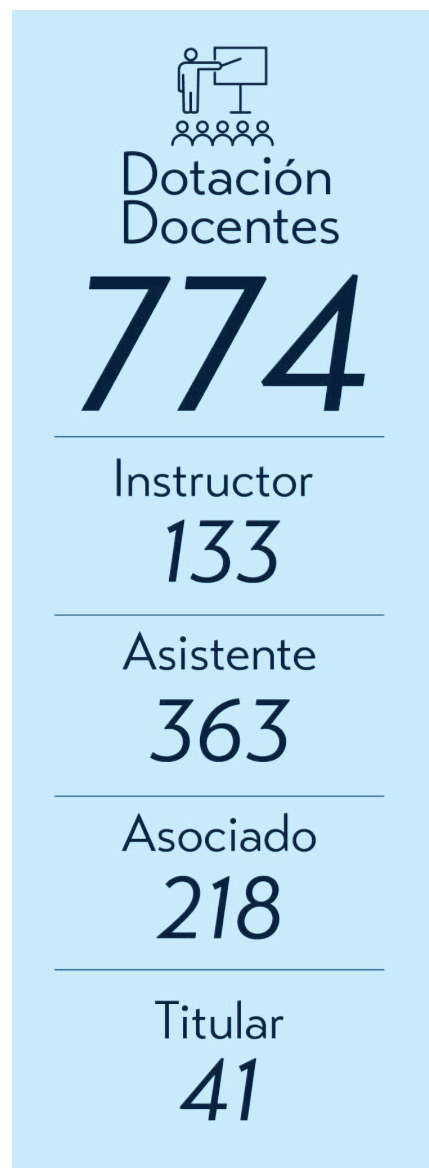 Dotación
Docentes
774
Instructor
133
Asistente
363
Asociado
218
Titular
41